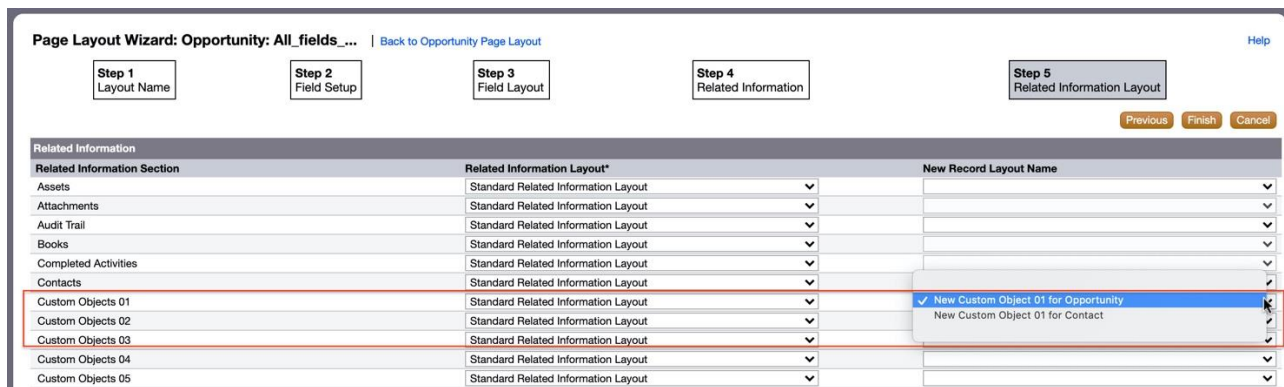 Page Layout Wizard: Opportunity: All_fields_... | Back to Opportunity Page Layout Help
Step 1 Step 2 Step 3 Step 4 Step 5
Layout Name Field Setup Field Layout Related Information Related Information Layout
Previous Finish Cancel
Related Information
Related Information Section Related Information Layout* New Record Layout Name
Assets Standard Related Information Layout
Attachments Standard Related Information Layout
Audit Trail Standard Related Information Layout
Books Standard Related Information Layout
Completed Activities Standard Related Information Layout
Contacts Standard Related Information Layout
Custom Objects 01 Standard Related Information Layout ✓ New Custom Object 01 for Opportunity
Custom Objects 02 Standard Related Information Layout New Custom Object 01 for Contact
Custom Objects 03 Standard Related Information Layout
Custom Objects 04 Standard Related Information Layout
Custom Objects 05 Standard Related Information Layout